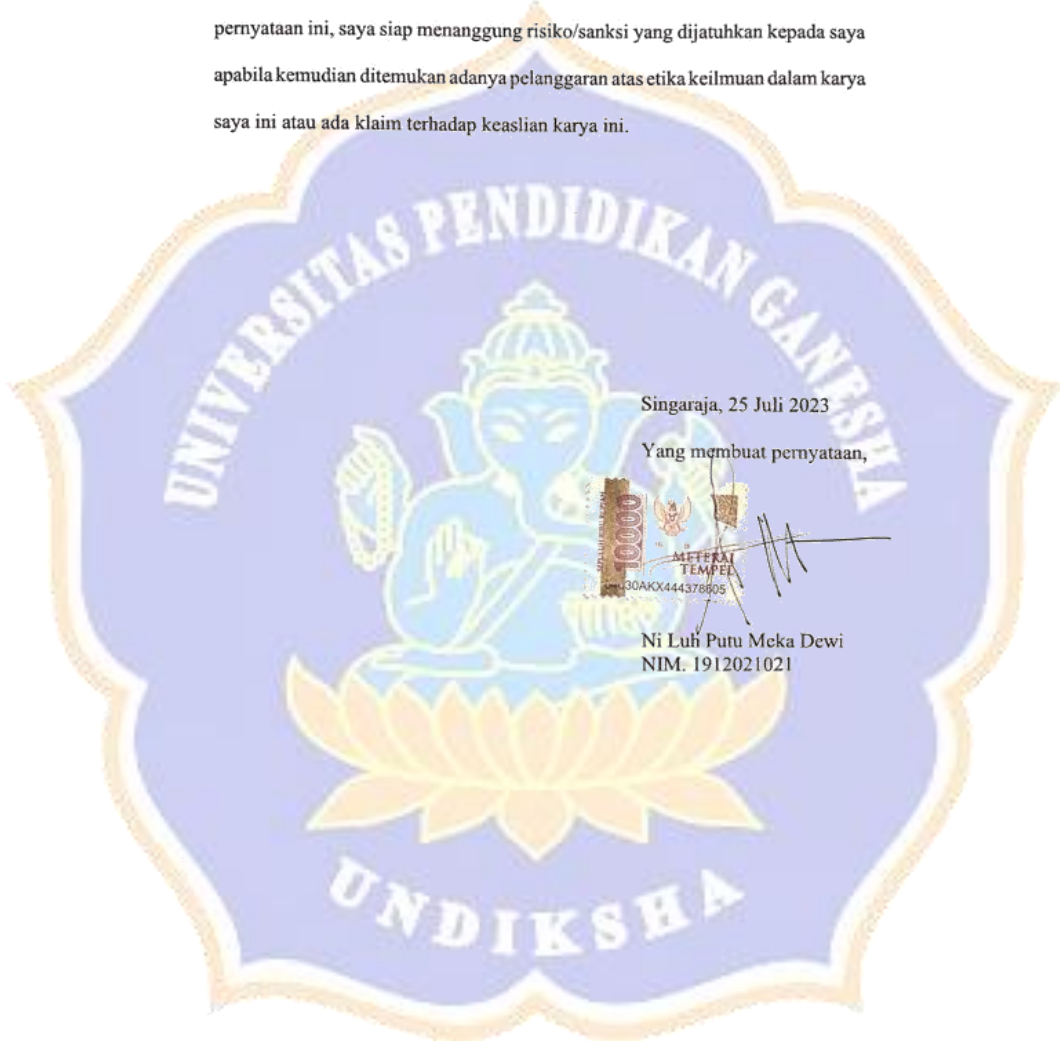 pernyataan ini, saya siap menanggung risiko/sanksi yang dijatuhkan kepada saya
apabila kemudian ditemukan adanya pelanggaran atas etika keilmuan dalam karya
saya ini atau ada klaim terhadap keaslian karya ini.
UNIVERSITAS PENDIDIKAN GANESHA
Singaraja, 25 Juli 2023
Yang membuat pernyataan,
10000
METERAI
TEMPEL
30AKX444378605
Ni Luh Putu Meka Dewi
NIM. 1912021021
UNDIKSHA